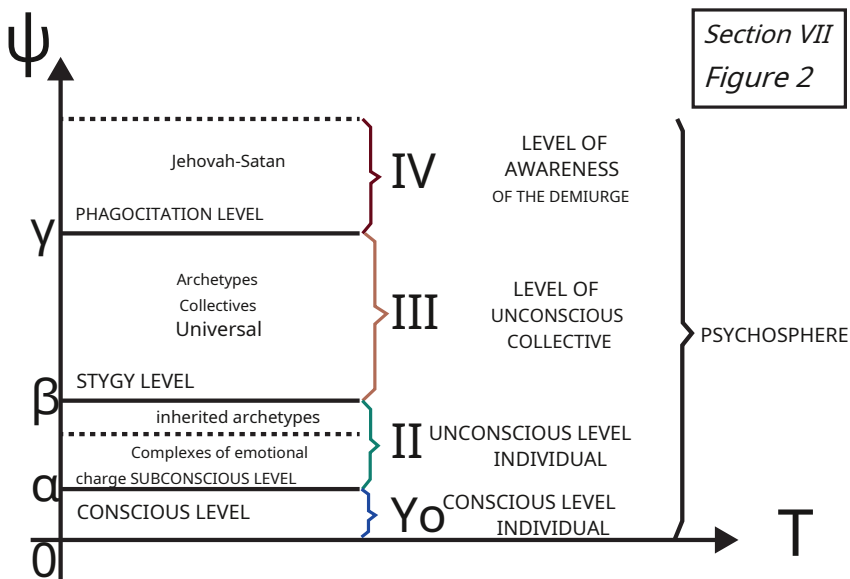 ψ
Section VII
Figure 2
Jehovah-Satan
IV
LEVEL OF
AWARENESS
OF THE DEMIURGE
PHAGOCITATION LEVEL
γ
Archetypes
Collectives
Universal
III
LEVEL OF
UNCONSCIOUS
COLLECTIVE
PSYCHOSPHERE
STYGY LEVEL
β
inherited archetypes
Complexes of emotional
charge SUBCONSCIOUS LEVEL
II
UNCONSCIOUS LEVEL
INDIVIDUAL
α
CONSCIOUS LEVEL
Yo
CONSCIOUS LEVEL
INDIVIDUAL
0
T